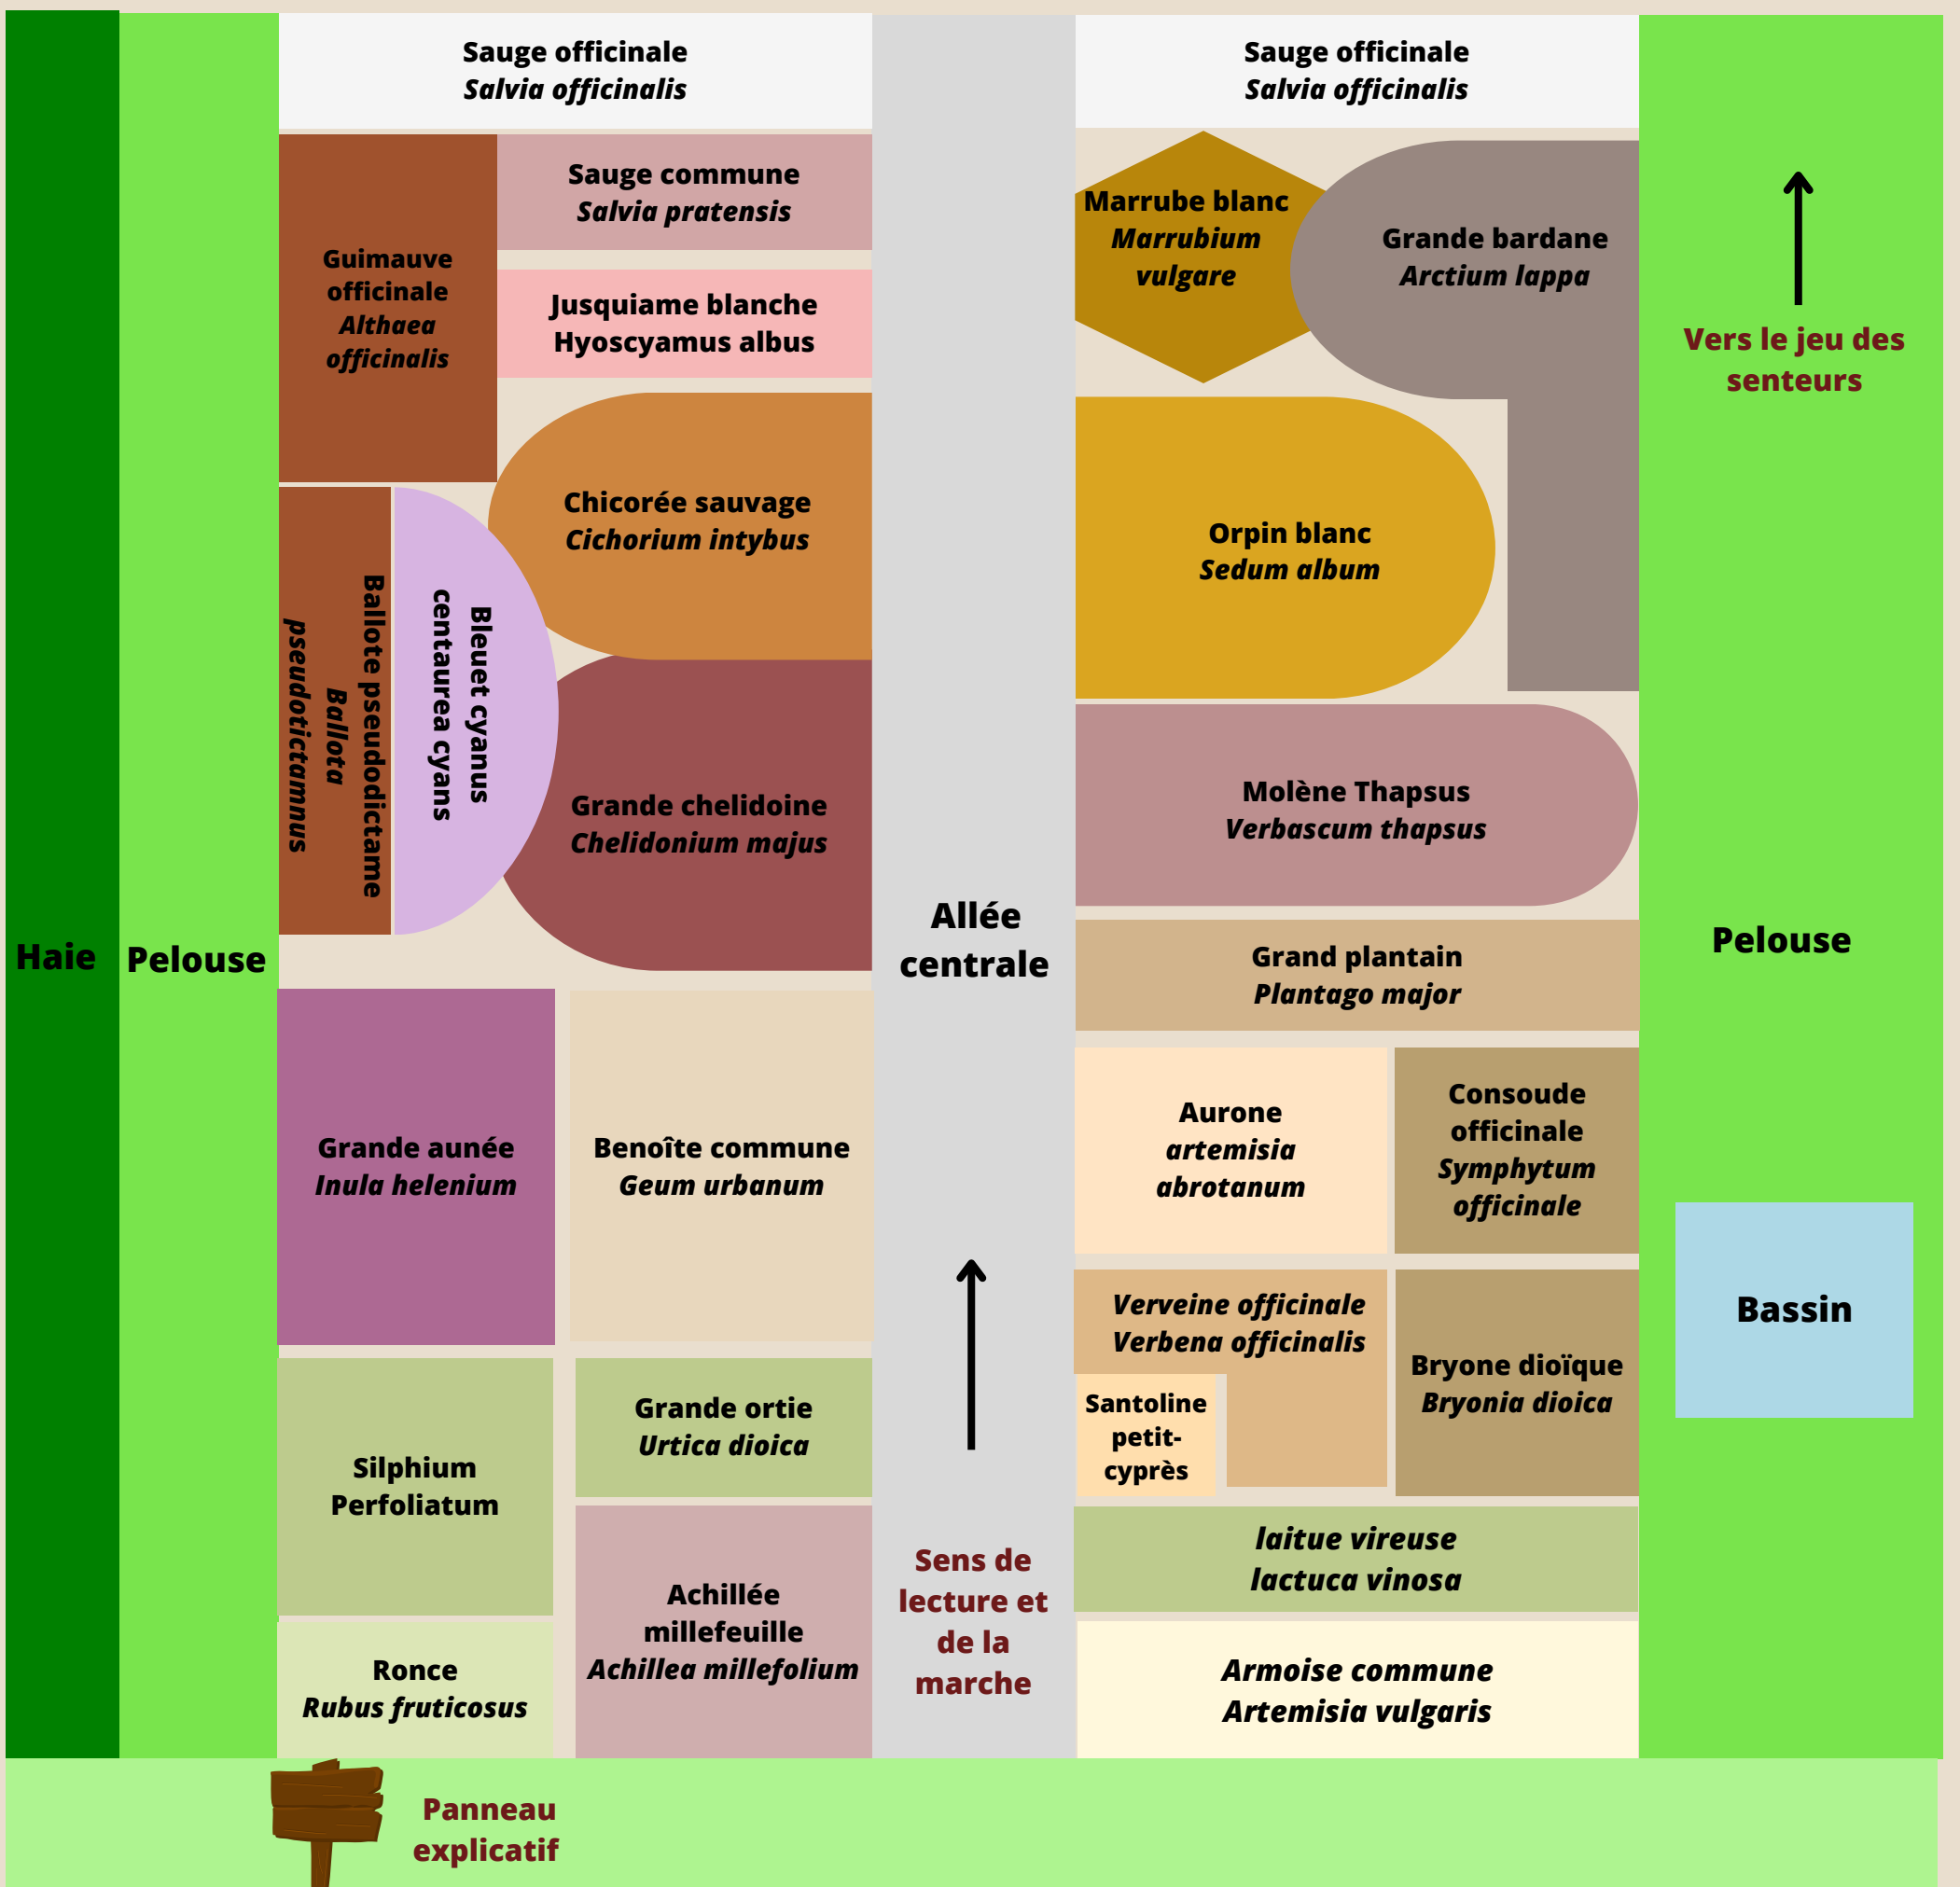 Sauge officinale
Salvia officinalis
Sauge officinale
Salvia officinalis
Guimauve
officinale
Althaea
officinalis
Sauge commune
Salvia pratensis
Jusquiame blanche
Hyoscyamus albus
Marrube blanc
Marrubium
vulgare
Grande bardane
Arctium lappa
Vers le jeu des
senteurs
Chicorée sauvage
Cichorium intybus
Orpin blanc
Sedum album
Ballote pseudodictame
Ballota
pseudotictamnus
Bleuet cyanus
centaurea cyans
Grande chelidoine
Chelidonium majus
Molène Thapsus
Verbascum thapsus
Haie
Pelouse
Allée
centrale
Grand plantain
Plantago major
Pelouse
Grande aunée
Inula helenium
Benoîte commune
Geum urbanum
Aurone
artemisia
abrotanum
Consoude
officinale
Symphytum
officinale
Bassin
Verveine officinale
Verbena officinalis
Santoline
petit-
cyprès
Bryone dioïque
Bryonia dioica
Silphium
Perfoliatum
Grande ortie
Urtica dioica
laitue vireuse
lactuca vinosa
Sens de
lecture et
de la
marche
Achillée
millefeuille
Achillea millefolium
Ronce
Rubus fruticosus
Armoise commune
Artemisia vulgaris
Panneau
explicatif